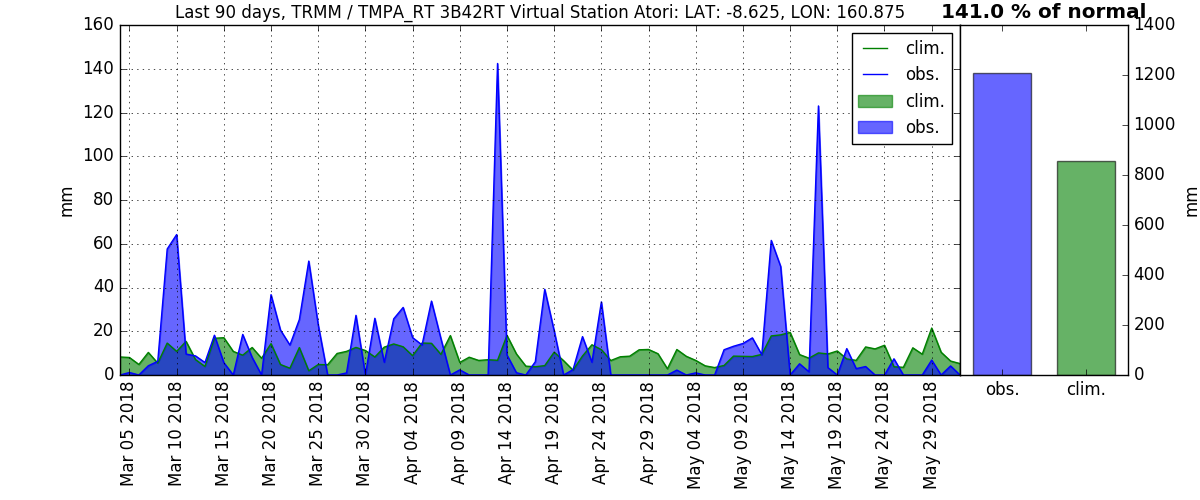 Last 90 days, TRMM / TMPA_RT 3B42RT Virtual Station Atori: LAT: -8.625, LON: 160.875
141.0 % of normal
160
140
120
100
80
60
40
20
0
mm
clim.
obs.
clim.
obs.
1400
1200
1000
800
600
400
200
0
mm
obs.
clim.
Mar 05 2018
Mar 10 2018
Mar 15 2018
Mar 20 2018
Mar 25 2018
Mar 30 2018
Apr 04 2018
Apr 09 2018
Apr 14 2018
Apr 19 2018
Apr 24 2018
Apr 29 2018
May 04 2018
May 09 2018
May 14 2018
May 19 2018
May 24 2018
May 29 2018